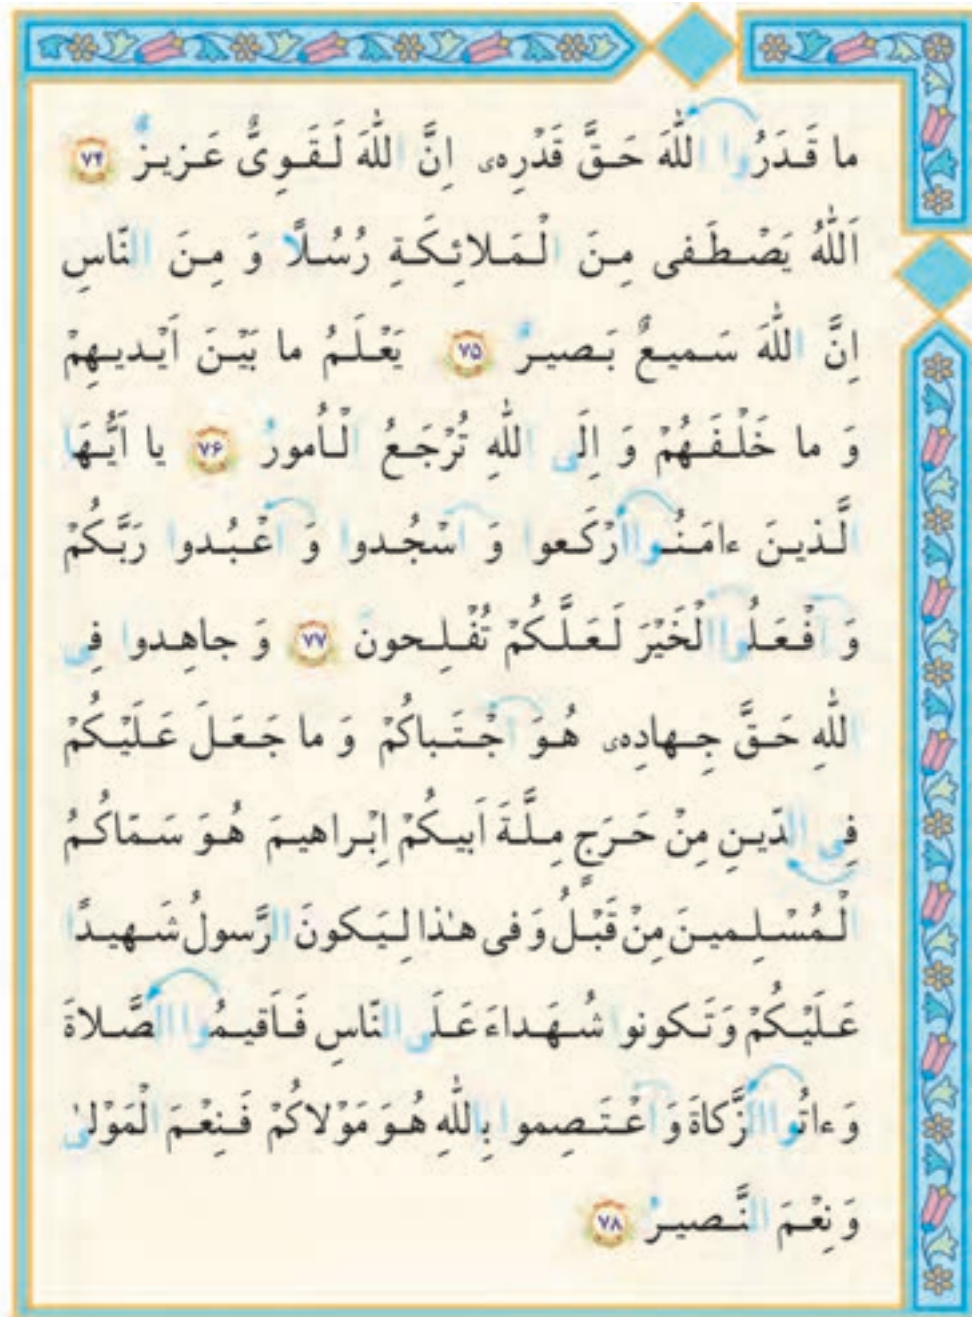 ما قَدَرُوا اللّٰهَ حَقَّ قَدْرِهٖ اِنَّ اللّٰهَ لَقَوِیٌّ عَزیزٌ ۷۴
اَللّٰهُ یَصْطَفی مِنَ الْمَلائِکَةِ رُسُلًا وَ مِنَ النّاسِ
اِنَّ اللّٰهَ سَمیعٌ بَصیرٌ ۷۵ یَعْلَمُ ما بَیْنَ اَیْدیهِمْ
وَ ما خَلْفَهُمْ وَ اِلَی اللّٰهِ تُرْجَعُ الْاُمورُ ۷۶ یا اَیُّهَا
الَّذینَ ءامَنُوا ارْکَعوا وَ اسْجُدوا وَ اعْبُدوا رَبَّکُمْ
وَ افْعَلُوا الْخَیْرَ لَعَلَّکُمْ تُفْلِحونَ ۷۷ وَ جاهِدوا فِی
اللّٰهِ حَقَّ جِهادِهٖ هُوَ اجْتَباکُمْ وَ ما جَعَلَ عَلَیْکُمْ
فِی الدّینِ مِنْ حَرَجٍ مِلَّةَ اَبیکُمْ اِبْراهیمَ هُوَ سَمّاکُمُ
الْمُسْلِمینَ مِنْ قَبْلُ وَ فی هٰذا لِیَکونَ الرَّسولُ شَهیدًا
عَلَیْکُمْ وَ تَکونوا شُهَداءَ عَلَی النّاسِ فَاَقیمُوا الصَّلاةَ
وَ ءاتُوا الزَّکاةَ وَ اعْتَصِموا بِاللّٰهِ هُوَ مَوْلاکُمْ فَنِعْمَ الْمَوْلیٰ
وَ نِعْمَ النَّصیرُ ۷۸